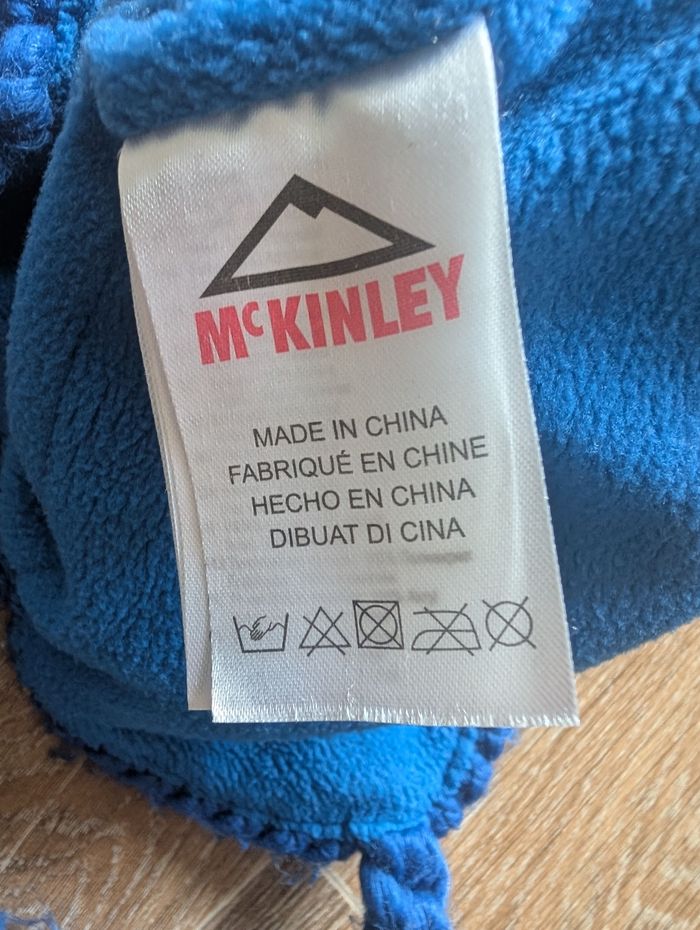 McKINLEY
MADE IN CHINA
FABRIQUÉ EN CHINE
HECHO EN CHINA
DIBUAT DI CINA